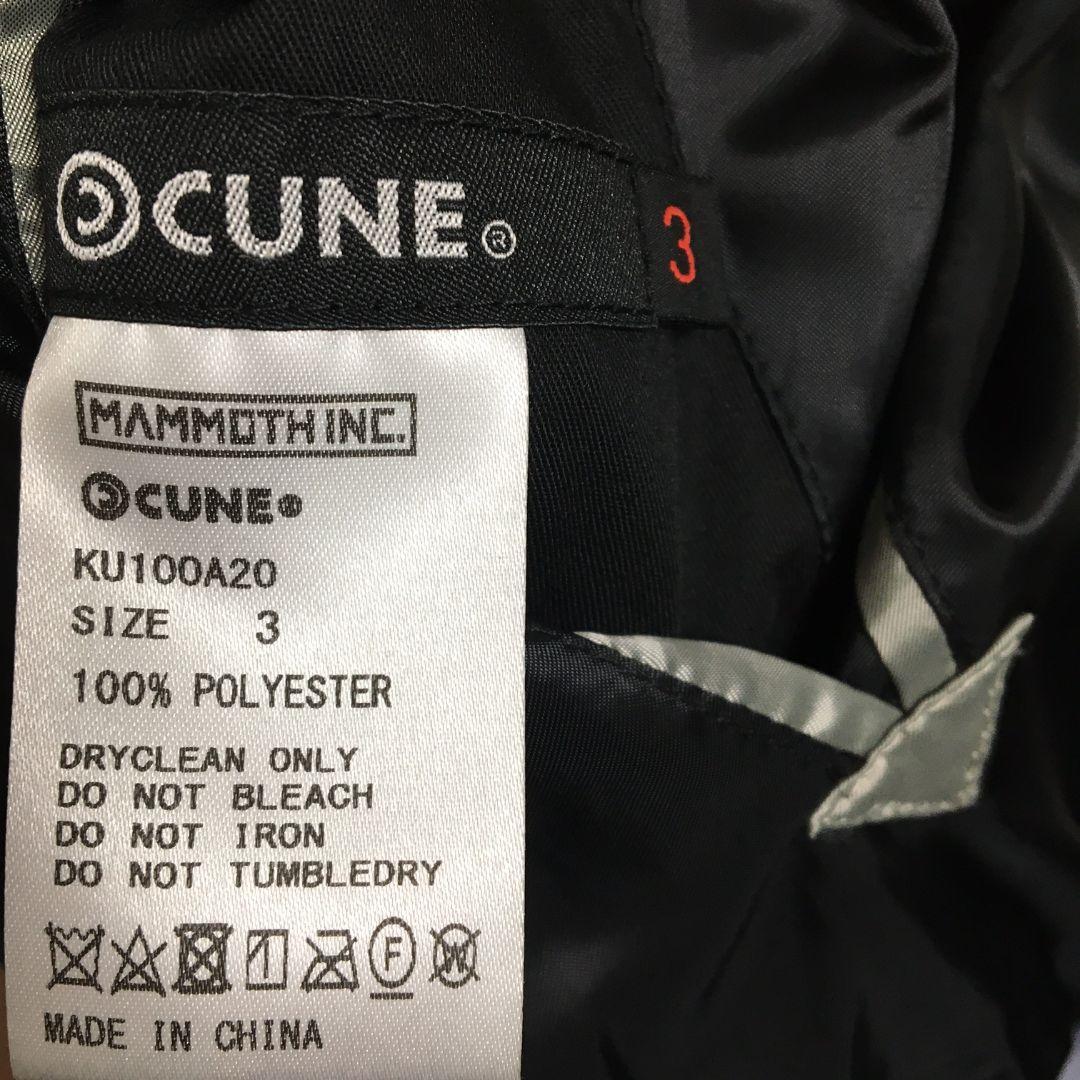 CUNE®
3
MAMMOTH INC.
CUNE®
KU100A20
SIZE 3
100% POLYESTER
DRYCLEAN ONLY
DO NOT BLEACH
DO NOT IRON
DO NOT TUMBLEDRY
F W
MADE IN CHINA